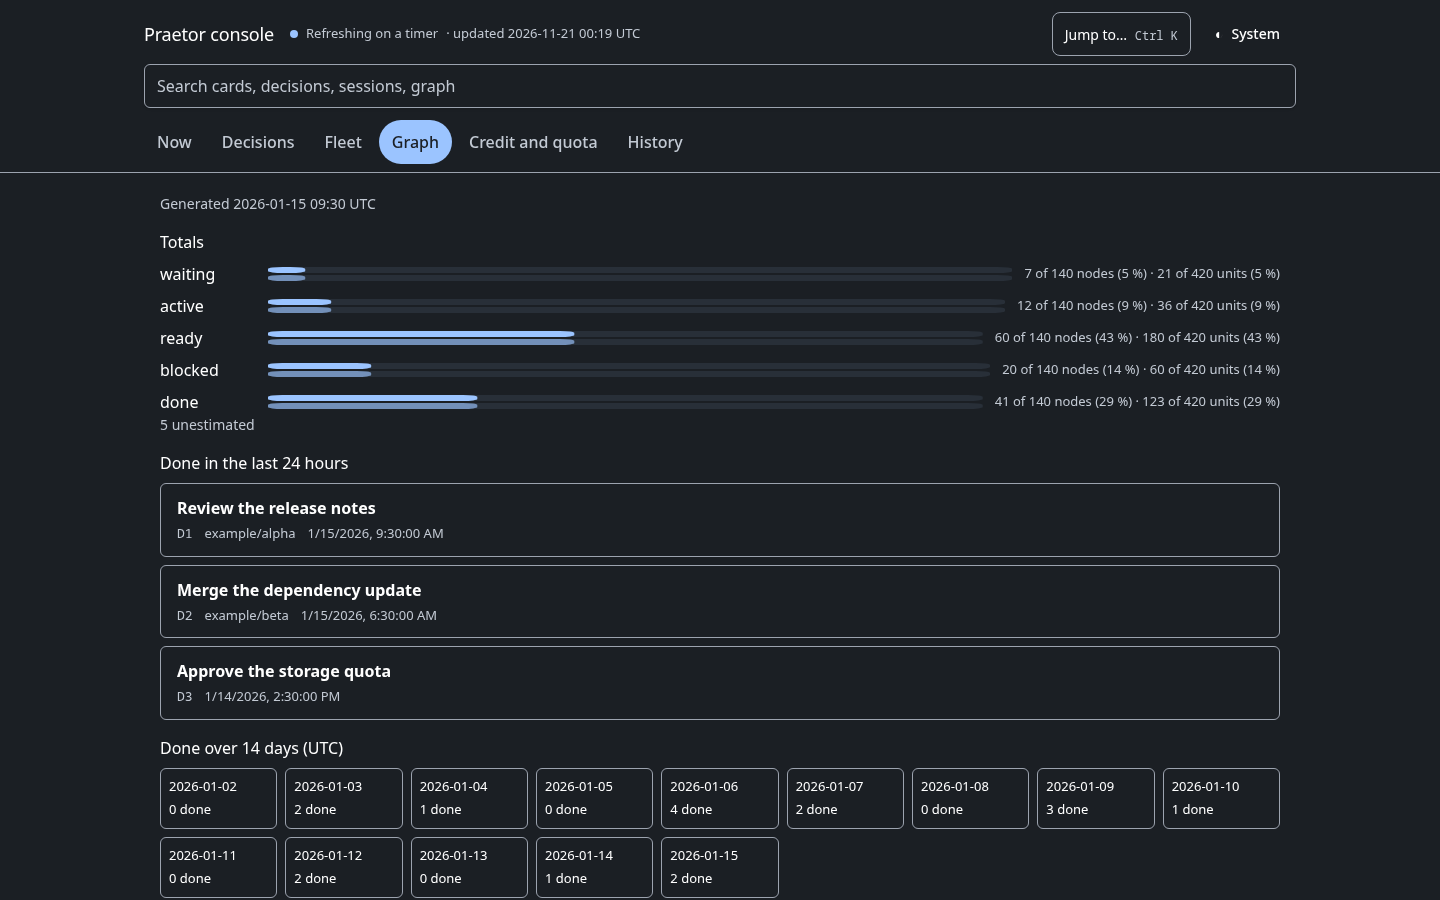 Praetor console
Refreshing on a timer · updated 2026-11-21 00:19 UTC
Jump to... Ctrl K
System
Search cards, decisions, sessions, graph
Now Decisions Fleet Graph Credit and quota History
Generated 2026-01-15 09:30 UTC
Totals
waiting 7 of 140 nodes (5 %) · 21 of 420 units (5 %)
active 12 of 140 nodes (9 %) · 36 of 420 units (9 %)
ready 60 of 140 nodes (43 %) · 180 of 420 units (43 %)
blocked 20 of 140 nodes (14 %) · 60 of 420 units (14 %)
done 41 of 140 nodes (29 %) · 123 of 420 units (29 %)
5 unestimated
Done in the last 24 hours
Review the release notes
D1 example/alpha 1/15/2026, 9:30:00 AM
Merge the dependency update
D2 example/beta 1/15/2026, 6:30:00 AM
Approve the storage quota
D3 1/14/2026, 2:30:00 PM
Done over 14 days (UTC)
2026-01-02 2026-01-03 2026-01-04 2026-01-05 2026-01-06 2026-01-07 2026-01-08 2026-01-09 2026-01-10
0 done 2 done 1 done 0 done 4 done 2 done 0 done 3 done 1 done
2026-01-11 2026-01-12 2026-01-13 2026-01-14 2026-01-15
0 done 2 done 0 done 1 done 2 done